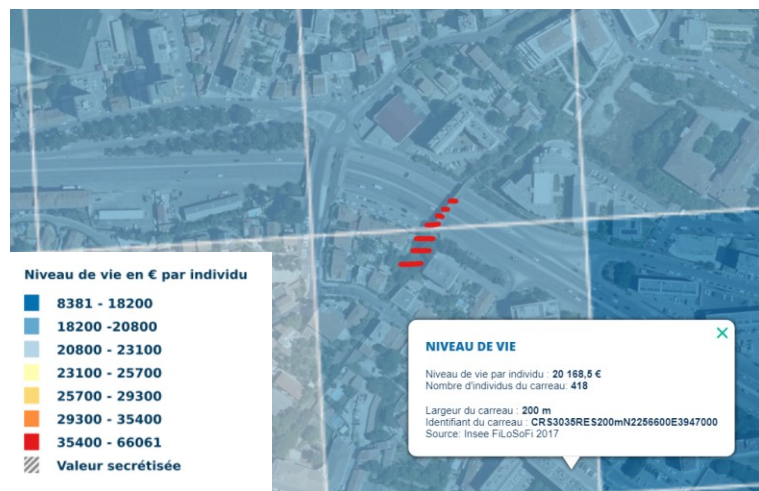 Niveau de vie en € par individu
8381 - 18200
18200 -20800
20800 - 23100
23100 - 25700
25700 - 29300
29300 - 35400
35400 - 66061
Valeur secrétisée
NIVEAU DE VIE
Niveau de vie par individu : 20 168,5 €
Nombre d'individus du carreau: 418
Largeur du carreau : 200 m
Identifiant du carreau : CRS3035RES200mN2256600E3947000
Source: Insee FiLoSoFi 2017